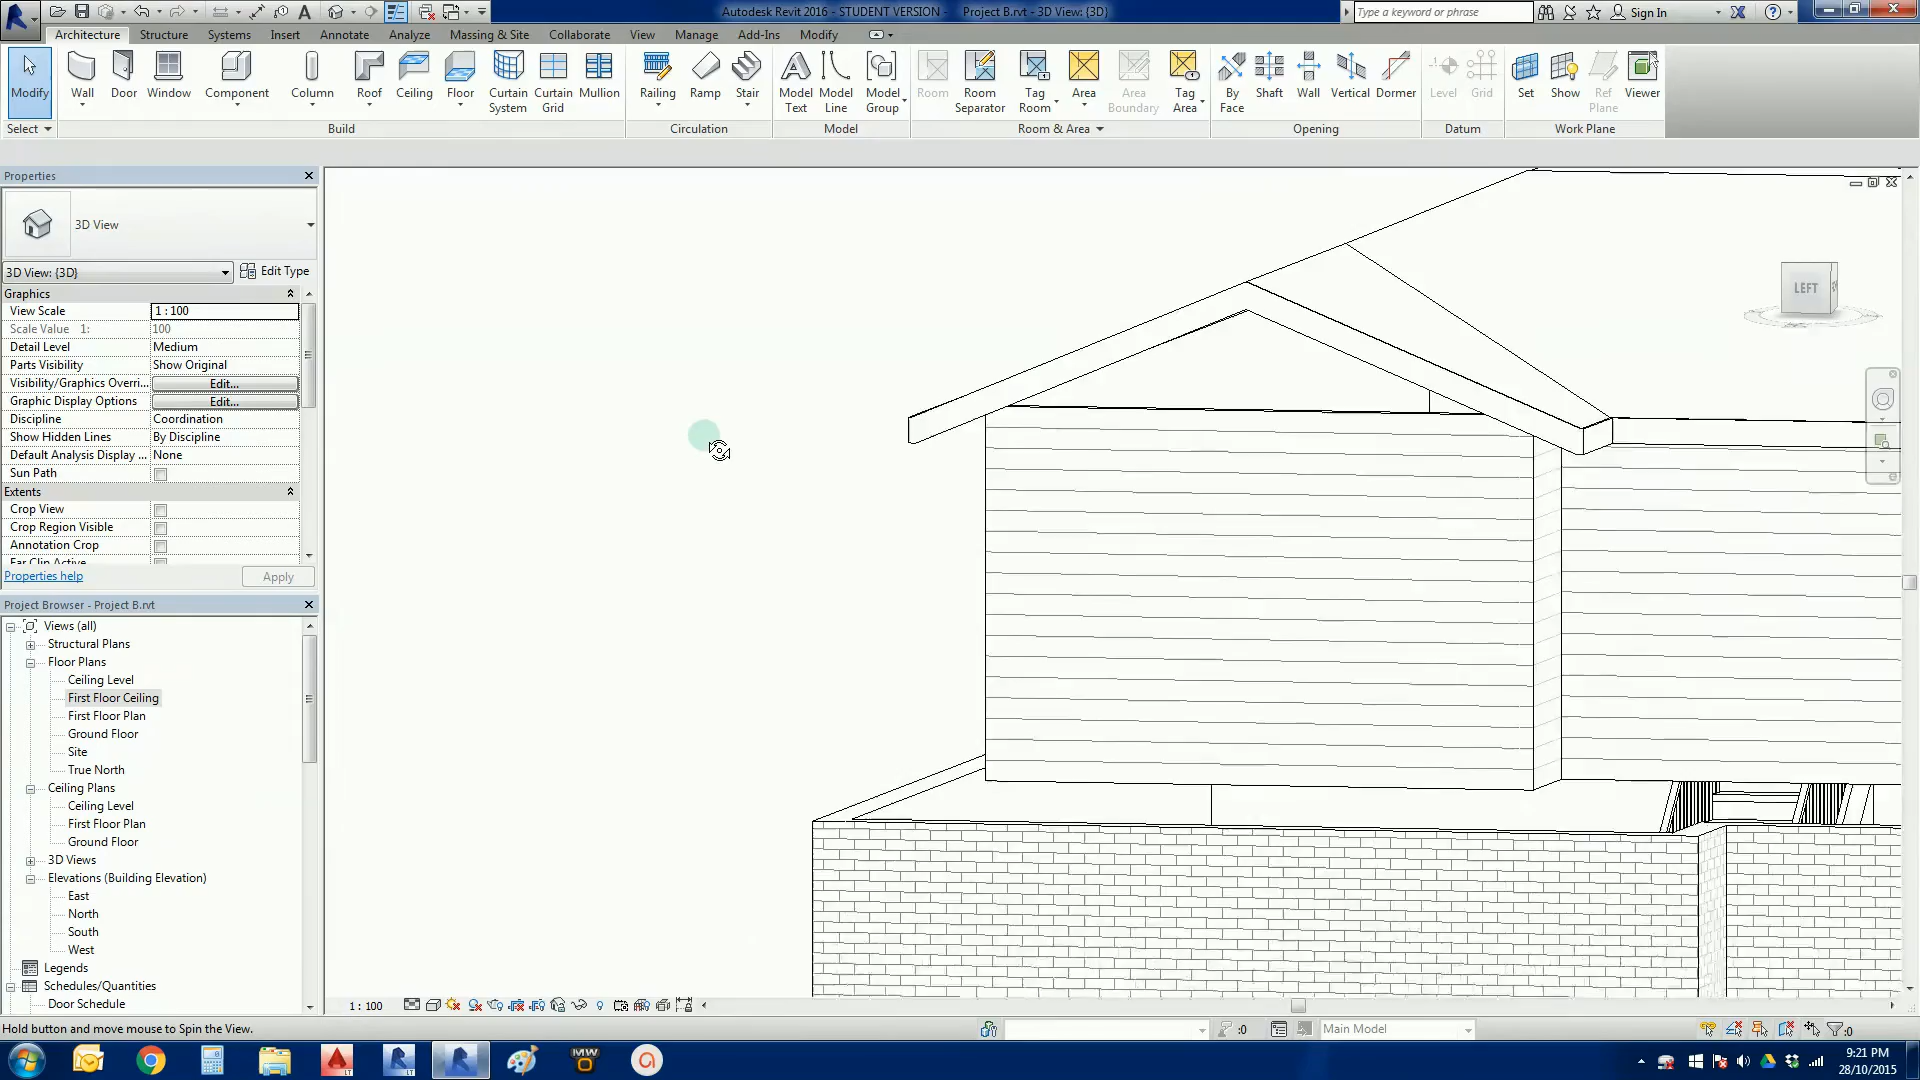 Autodesk Revit 2016 - STUDENT VERSION - Project B.rvt - 3D View: {3D}
Type a keyword or phrase
Sign In
Architecture Structure Systems Insert Annotate Analyze Massing & Site Collaborate View Manage Add-Ins Modify
Modify Wall Door Window Component Column Roof Ceiling Floor Curtain System Curtain Grid Mullion Railing Ramp Stair Model Text Model Line Model Group Room Room Separator Tag Room Area Area Boundary Tag Area By Face Shaft Wall Vertical Dormer Level Grid Set Show Ref Plane Viewer
Select Build Circulation Model Room & Area Opening Datum Work Plane
Properties
3D View
3D View: {3D} Edit Type
Graphics
View Scale 1 : 100
Scale Value 1: 100
Detail Level Medium
Parts Visibility Show Original
Visibility/Graphics Overri... Edit...
Graphic Display Options Edit...
Discipline Coordination
Show Hidden Lines By Discipline
Default Analysis Display ... None
Sun Path
Extents
Crop View
Crop Region Visible
Annotation Crop
Far Clip Active
Properties help Apply
LEFT
Project Browser - Project B.rvt
Views (all)
Structural Plans
Floor Plans
Ceiling Level
First Floor Ceiling
First Floor Plan
Ground Floor
Site
True North
Ceiling Plans
Ceiling Level
First Floor Plan
Ground Floor
3D Views
Elevations (Building Elevation)
East
North
South
West
Legends
Schedules/Quantities
Door Schedule
1 : 100
Hold button and move mouse to Spin the View.
:0
Main Model
:0
LT
LT
MW
9:21 PM
28/10/2015